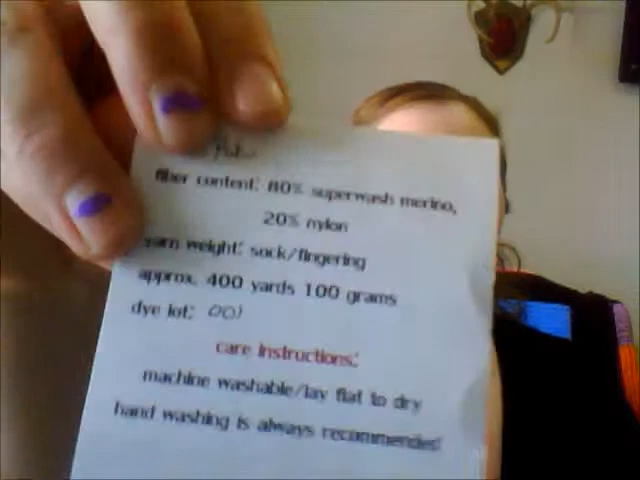 fiber content: 80% superwash merino,
20% nylon
yarn weight: sock/fingering
approx. 400 yards 100 grams
dye lot: 001
care instructions:
machine washable/lay flat to dry
hand washing is always recommended!